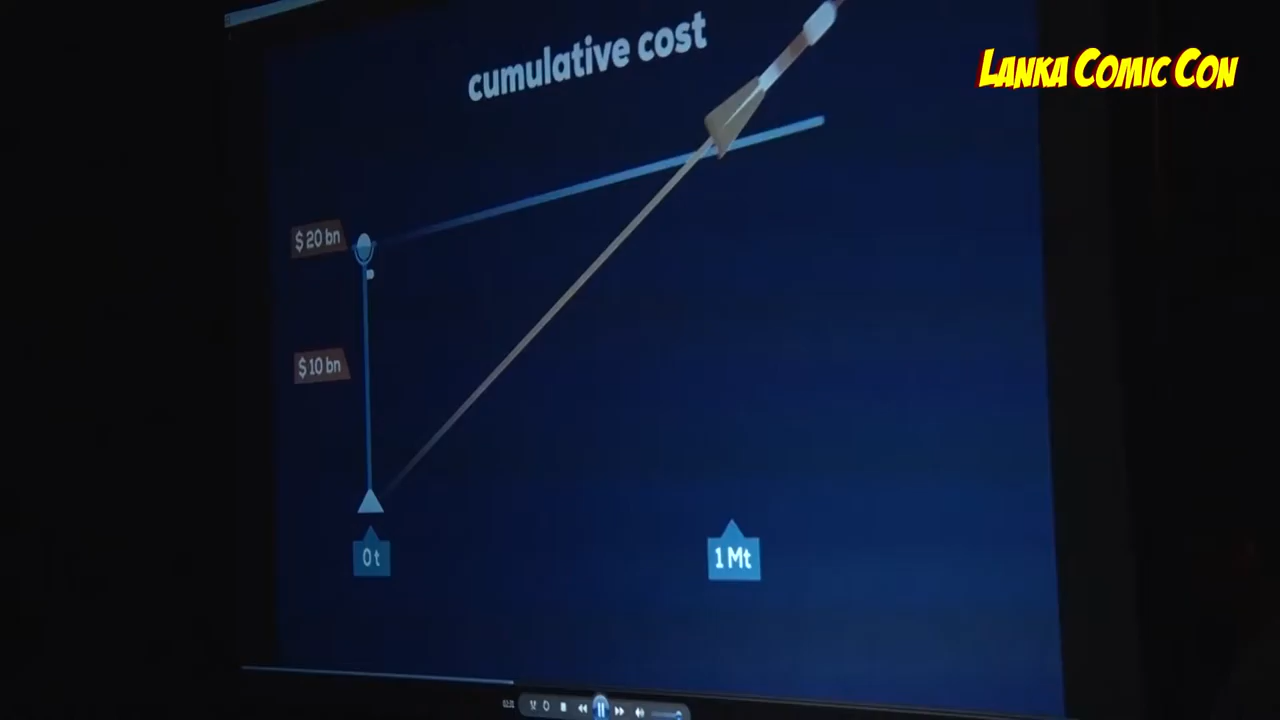 cumulative cost
LANKA COMIC CON
$ 20 bn
$ 10 bn
0 t
1 Mt